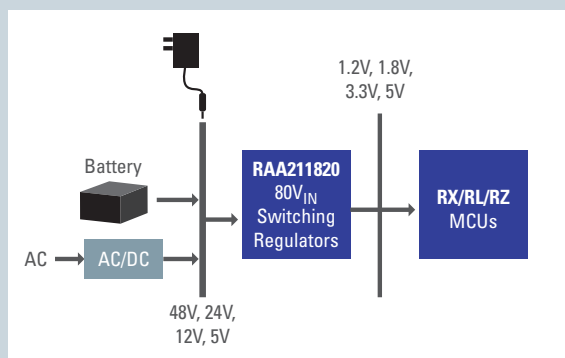 1.2V, 1.8V,
3.3V, 5V
Battery
RAA211820
80VIN
Switching
Regulators
RX/RL/RZ
MCUs
AC
AC/DC
48V, 24V,
12V, 5V